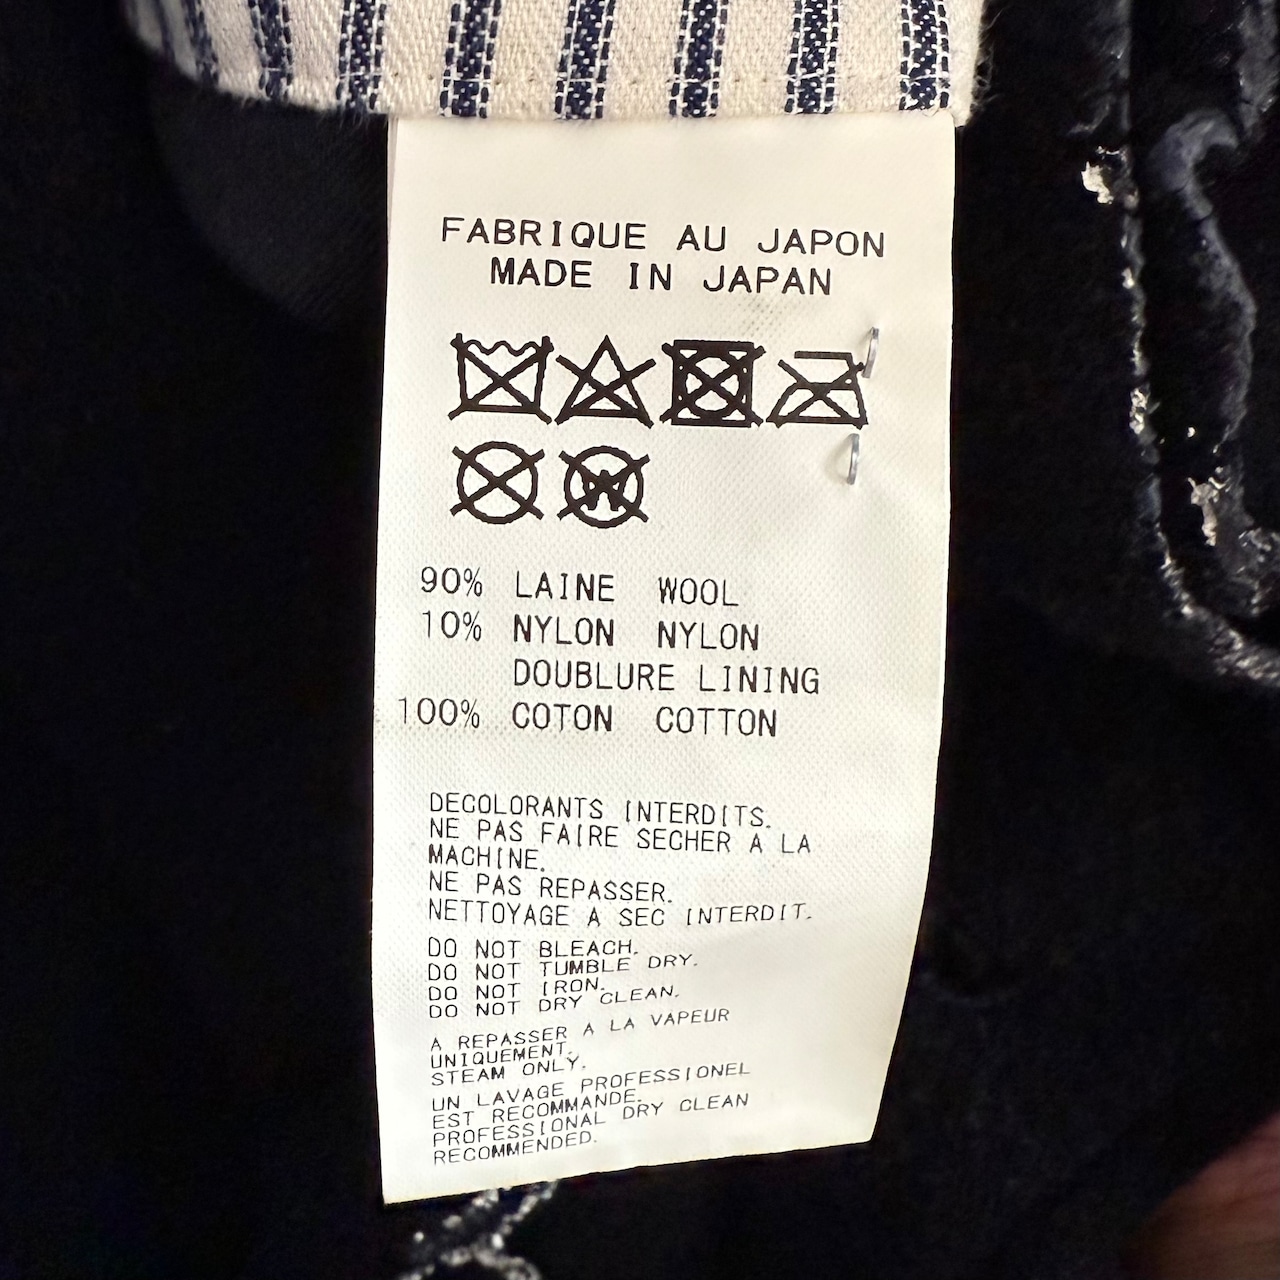 FABRIQUE AU JAPON
MADE IN JAPAN
W
90% LAINE WOOL
10% NYLON NYLON
DOUBLURE LINING
100% COTON COTTON
DECOLORANTS INTERDITS.
NE PAS FAIRE SECHER A LA
MACHINE.
NE PAS REPASSER.
NETTOYAGE A SEC INTERDIT.
DO NOT BLEACH.
DO NOT TUMBLE DRY.
DO NOT IRON.
DO NOT DRY CLEAN.
A REPASSER A LA VAPEUR
UNIQUEMENT.
STEAM ONLY.
UN LAVAGE PROFESSIONEL
EST RECOMMANDE.
PROFESSIONAL DRY CLEAN
RECOMMENDED.